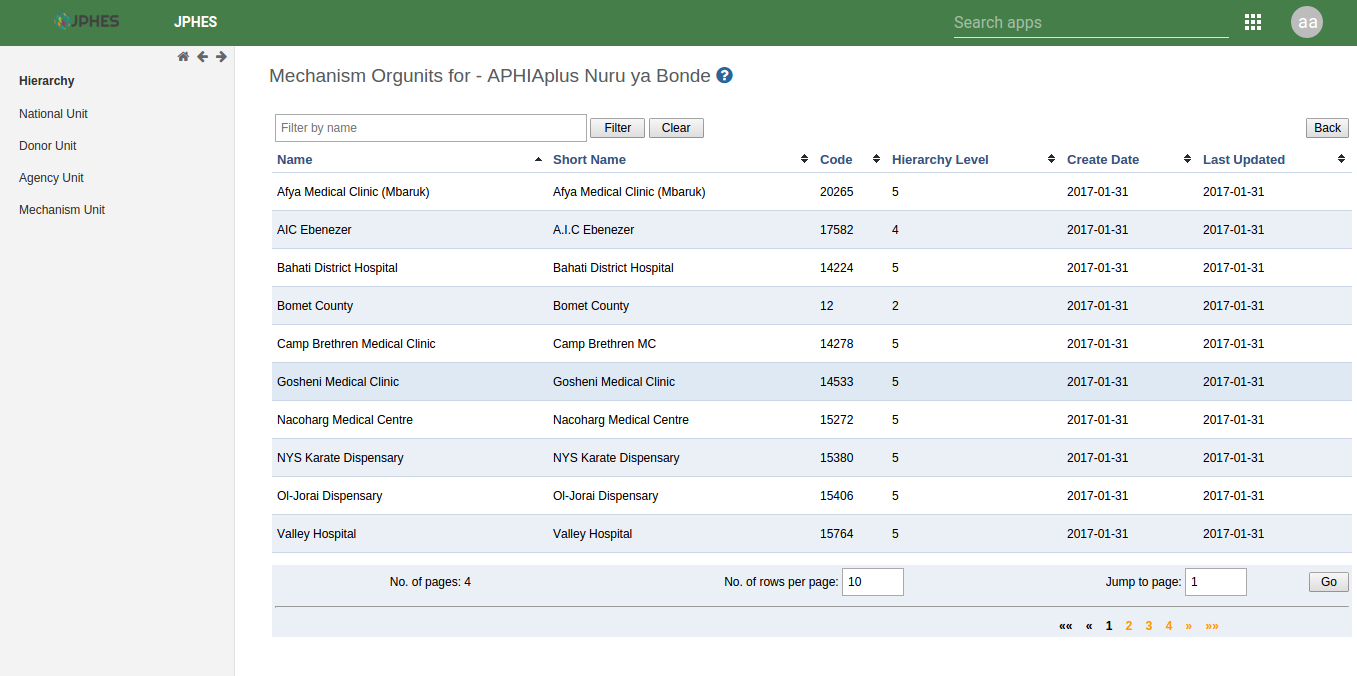 JPHES JPHES Search apps aa
Hierarchy
National Unit
Donor Unit
Agency Unit
Mechanism Unit
Mechanism Orgunits for - APHIAplus Nuru ya Bonde ?
Filter by name Filter Clear Back
Name Short Name Code Hierarchy Level Create Date Last Updated
Afya Medical Clinic (Mbaruk) Afya Medical Clinic (Mbaruk) 20265 5 2017-01-31 2017-01-31
AIC Ebenezer A.I.C Ebenezer 17582 4 2017-01-31 2017-01-31
Bahati District Hospital Bahati District Hospital 14224 5 2017-01-31 2017-01-31
Bomet County Bomet County 12 2 2017-01-31 2017-01-31
Camp Brethren Medical Clinic Camp Brethren MC 14278 5 2017-01-31 2017-01-31
Gosheni Medical Clinic Gosheni Medical Clinic 14533 5 2017-01-31 2017-01-31
Nacoharg Medical Centre Nacoharg Medical Centre 15272 5 2017-01-31 2017-01-31
NYS Karate Dispensary NYS Karate Dispensary 15380 5 2017-01-31 2017-01-31
Ol-Jorai Dispensary Ol-Jorai Dispensary 15406 5 2017-01-31 2017-01-31
Valley Hospital Valley Hospital 15764 5 2017-01-31 2017-01-31
No. of pages: 4 No. of rows per page: 10 Jump to page: 1 Go
«« « 1 2 3 4 » »»